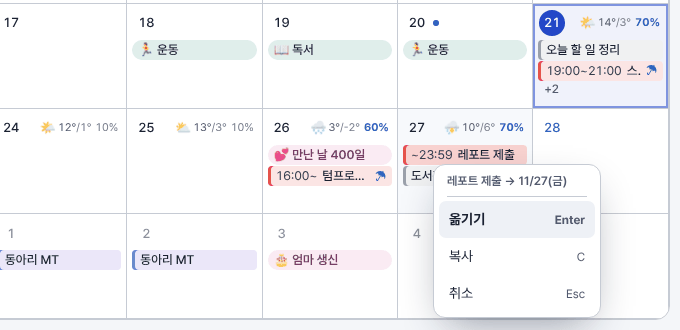 17
18
🏃 운동
19
📖 독서
20
🏃 운동
21 14°/3° 70%
오늘 할 일 정리
19:00~21:00 스..
+2
24 12°/1° 10%
25 13°/3° 10%
26 3°/-2° 60%
💕 만난 날 400일
16:00~ 텀프로...
27 10°/6° 70%
~23:59 레포트 제출
도서
28
레포트 제출 → 11/27(금)
옮기기 Enter
복사 C
취소 Esc
1
동아리 MT
2
동아리 MT
3
🎂 엄마 생신
4